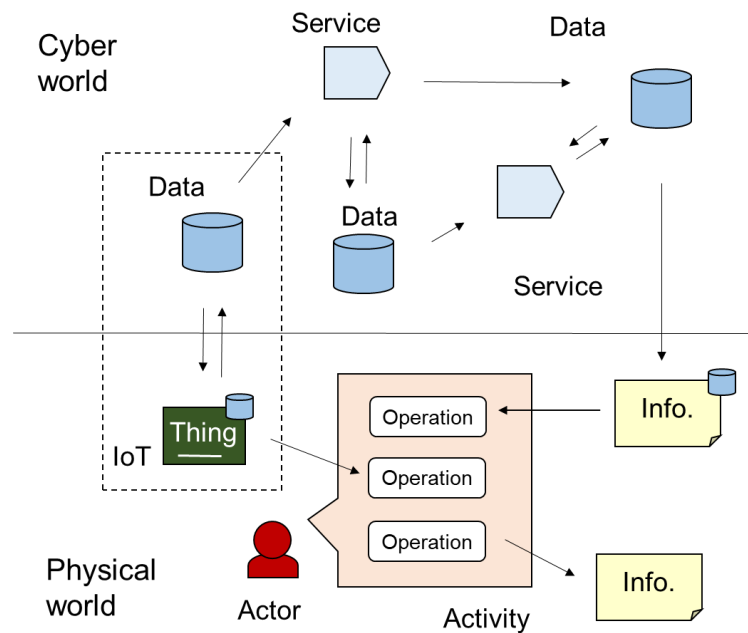 Cyber
world
Service
Data
Data
Data
Service
Thing
IoT
Operation
Operation
Operation
Info.
Info.
Physical
world
Actor
Activity